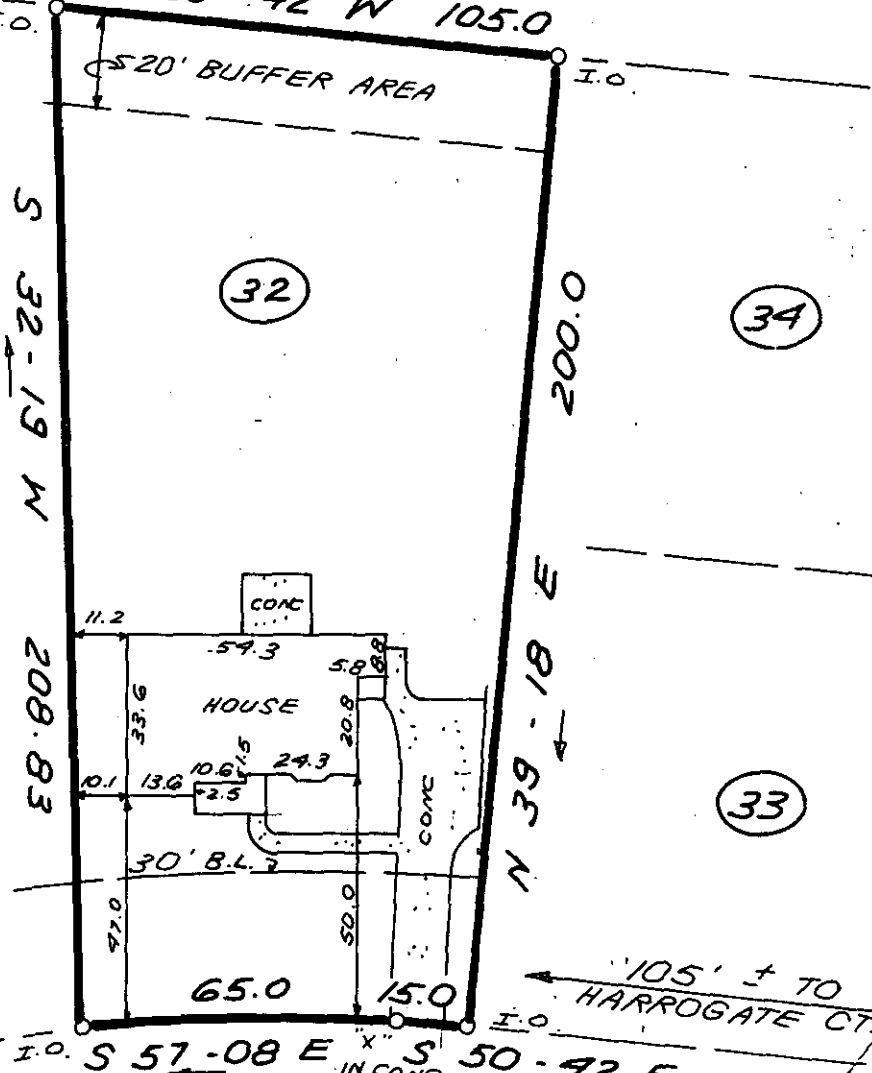 W 105.0
I.O.
20' BUFFER AREA
S 32-19 W 208.83
32
200.0
34
CONC
11.2
54.3
5.8
8.8
HOUSE
33.6
20.8
N 39-18 E
10.6
1.5
24.3
10.1
13.6
2.5
CONC
33
30' B.L.
47.0
50.0
65.0
15.0
105' ± TO
HARROGATE CT.
I.O.
I.O.
S 57-08 E
"X"
IN CONC
S 50-42 E